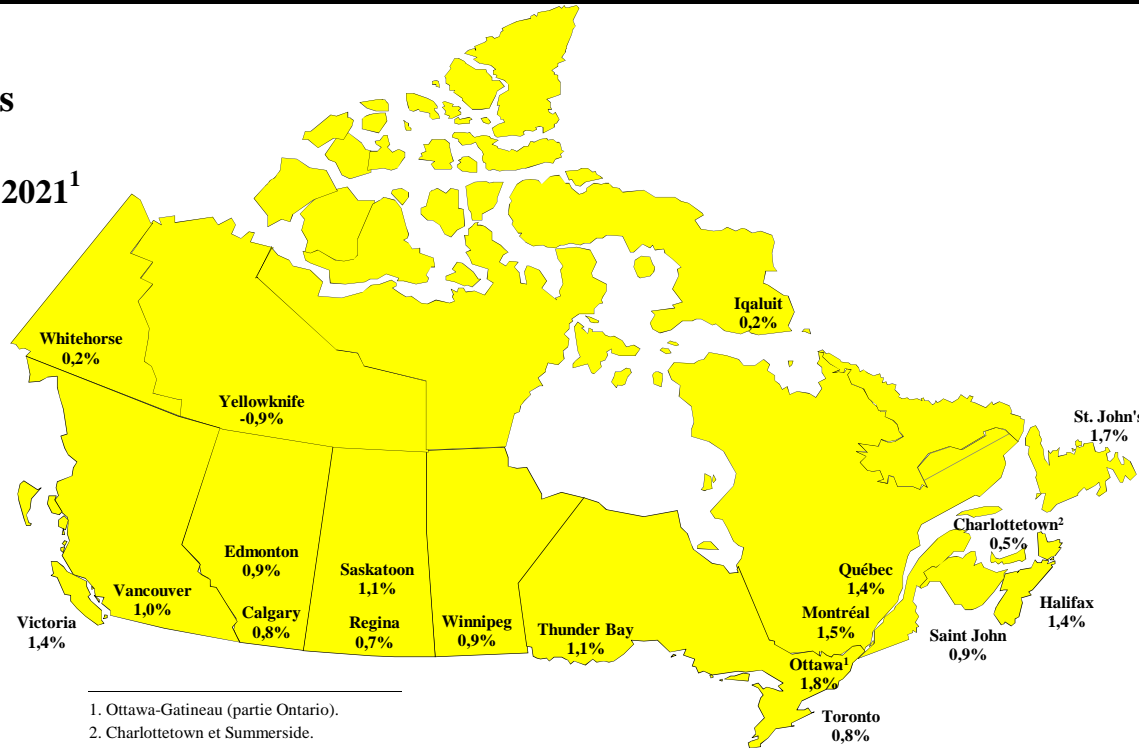 s
2021¹
Iqaluit
0,2%
Whitehorse
0,2%
Yellowknife
-0,9%
St. John's
1,7%
Charlottetown²
0,5%
Edmonton
0,9%
Saskatoon
1,1%
Québec
1,4%
Vancouver
1,0%
Calgary
0,8%
Regina
0,7%
Winnipeg
0,9%
Thunder Bay
1,1%
Montréal
1,5%
Halifax
1,4%
Victoria
1,4%
Saint John
0,9%
Ottawa¹
1,8%
Toronto
0,8%
1. Ottawa-Gatineau (partie Ontario).
2. Charlottetown et Summerside.